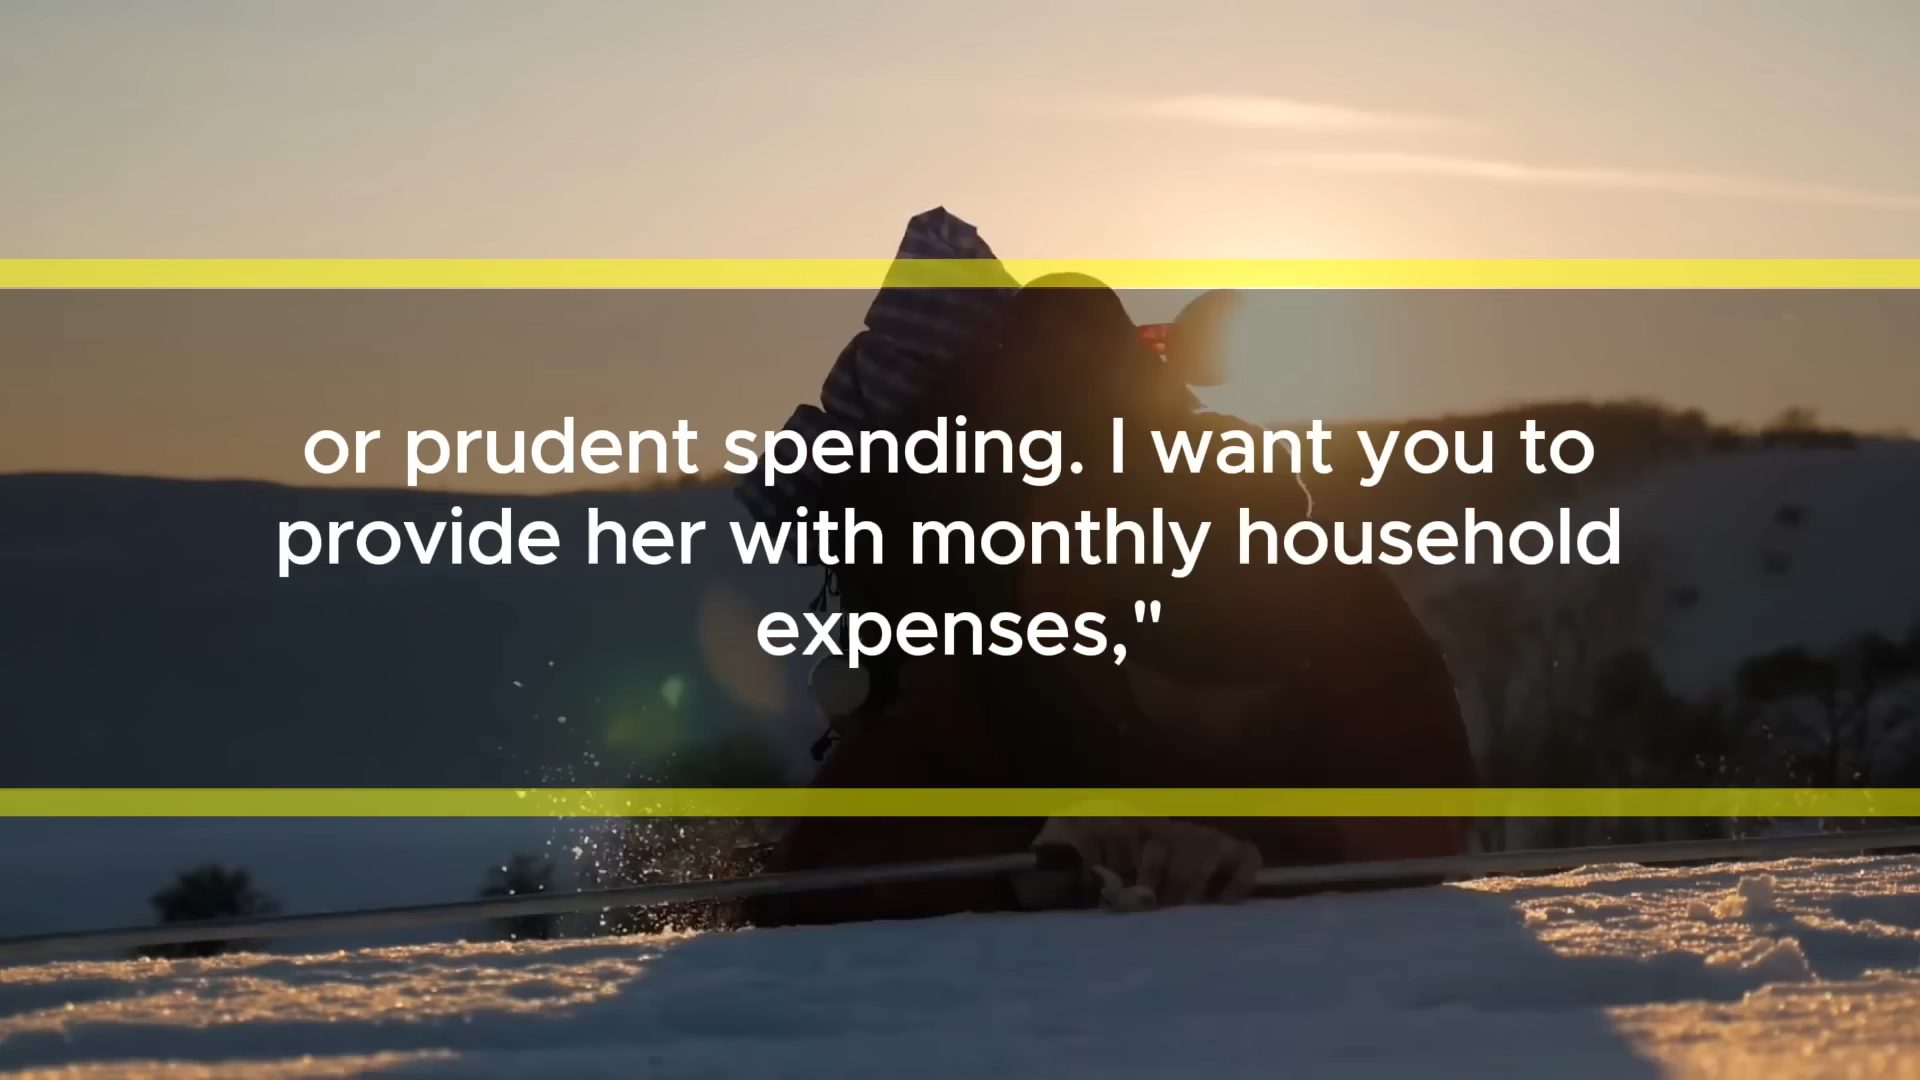 or prudent spending. I want you to
provide her with monthly household
expenses,"